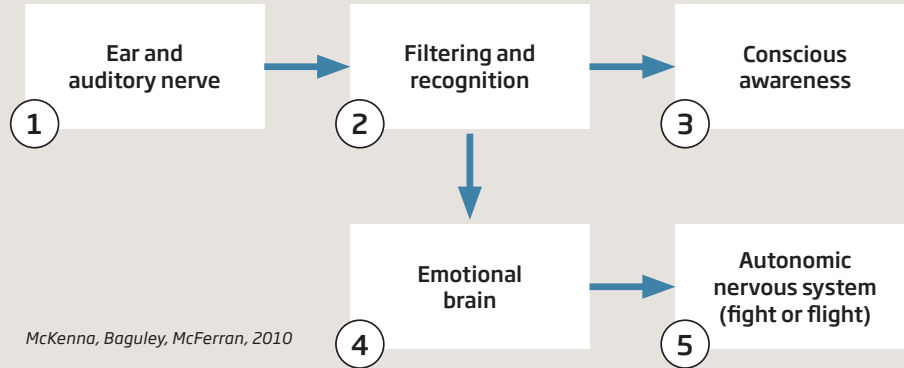 Ear and
auditory nerve
1
Filtering and
recognition
2
Conscious
awareness
3
Emotional
brain
4
Autonomic
nervous system
(fight or flight)
5
McKenna, Baguley, McFerran, 2010